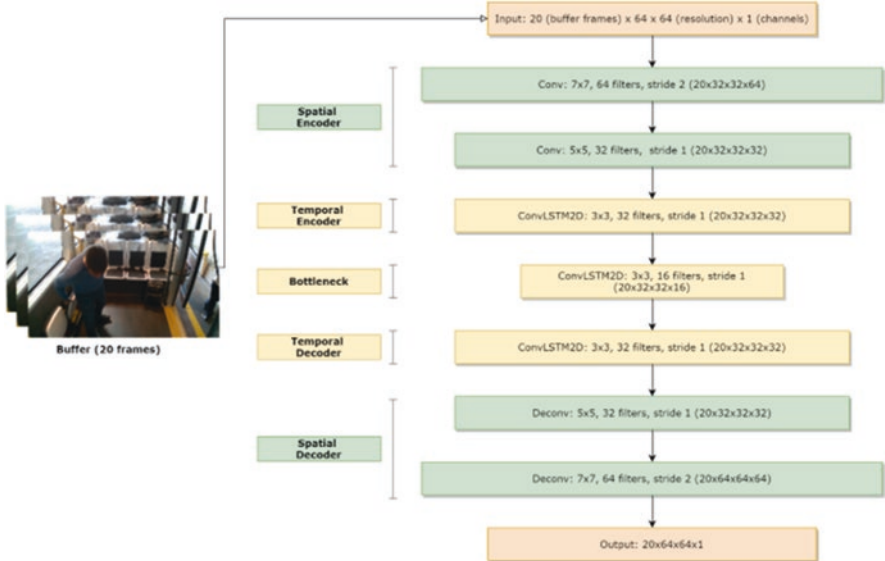 Input: 20 (buffer frames) x 64 x 64 (resolution) x 1 (channels)
Spatial
Encoder
Conv: 7x7, 64 filters, stride 2 (20x32x32x64)
Conv: 5x5, 32 filters, stride 1 (20x32x32x32)
Temporal
Encoder
ConvLSTM2D: 3x3, 32 filters, stride 1 (20x32x32x32)
Bottleneck
ConvLSTM2D: 3x3, 16 filters, stride 1
(20x32x32x16)
Temporal
Decoder
ConvLSTM2D: 3x3, 32 filters, stride 1 (20x32x32x32)
Buffer (20 frames)
Spatial
Decoder
Deconv: 5x5, 32 filters, stride 1 (20x32x32x32)
Deconv: 7x7, 64 filters, stride 2 (20x64x64x64)
Output: 20x64x64x1